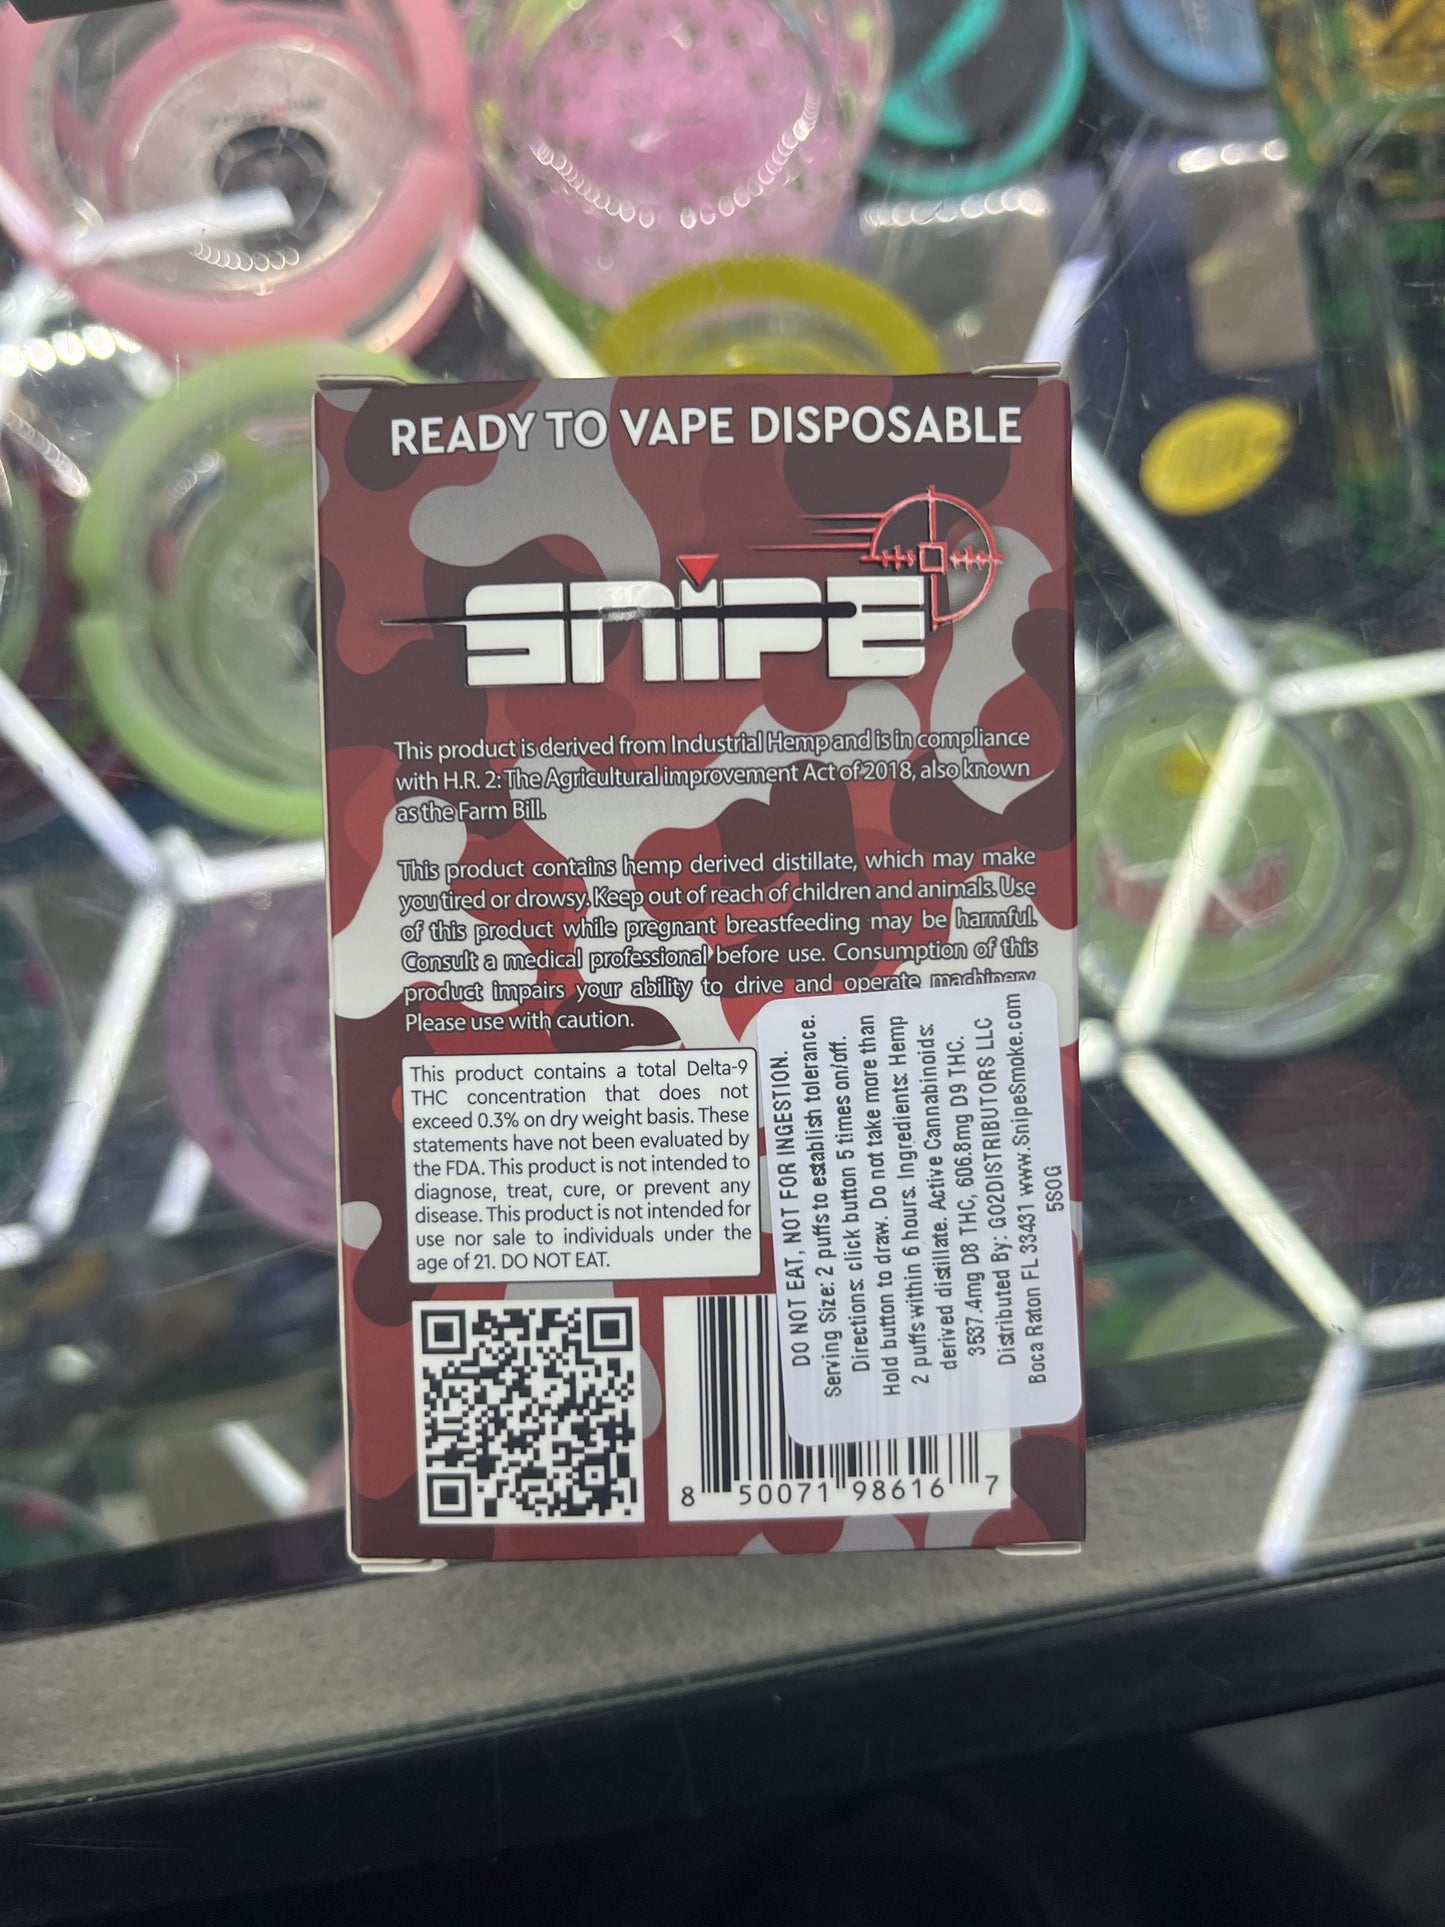 READY TO VAPE DISPOSABLE
SNIPE
This product is derived from Industrial Hemp and is in compliance
with H.R. 2: The Agricultural improvement Act of 2018, also known
as the Farm Bill.
This product contains hemp derived distillate, which may make
you tired or drowsy. Keep out of reach of children and animals. Use
of this product while pregnant breastfeeding may be harmful.
Consult a medical professional before use. Consumption of this
product impairs your ability to drive and operate machinery
Please use with caution.
This product contains a total Delta-9
THC concentration that does not
exceed 0.3% on dry weight basis. These
statements have not been evaluated by
the FDA. This product is not intended to
diagnose, treat, cure, or prevent any
disease. This product is not intended for
use nor sale to individuals under the
age of 21. DO NOT EAT.
DO NOT EAT, NOT FOR INGESTION.
Serving Size: 2 puffs to establish tolerance.
Directions: click button 5 times on/off.
Hold button to draw. Do not take more than
2 puffs within 6 hours. Ingredients: Hemp
derived distillate. Active Cannabinoids:
3537.4mg D8 THC, 606.8mg D9 THC.
Distributed By: GO2DISTRIBUTORS LLC
Boca Raton FL 33431 www.SnipeSmoke.com
5SOG
8 50071 98616 7